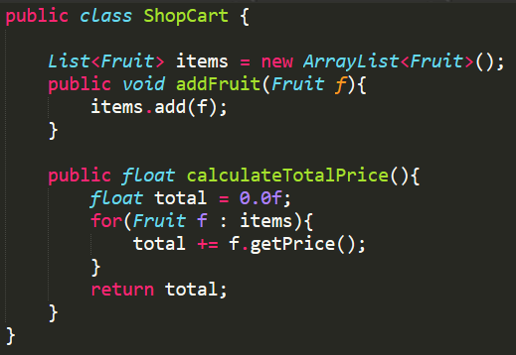 public class ShopCart {
List<Fruit> items = new ArrayList<Fruit>();
public void addFruit(Fruit f){
items.add(f);
}
public float calculateTotalPrice(){
float total = 0.0f;
for(Fruit f : items){
total += f.getPrice();
}
return total;
}
}